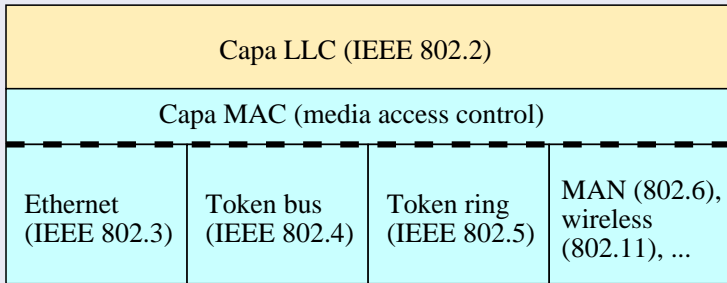 Capa LLC (IEEE 802.2)
Capa MAC (media access control)
Ethernet
(IEEE 802.3)
Token bus
(IEEE 802.4)
Token ring
(IEEE 802.5)
MAN (802.6),
wireless
(802.11), ...